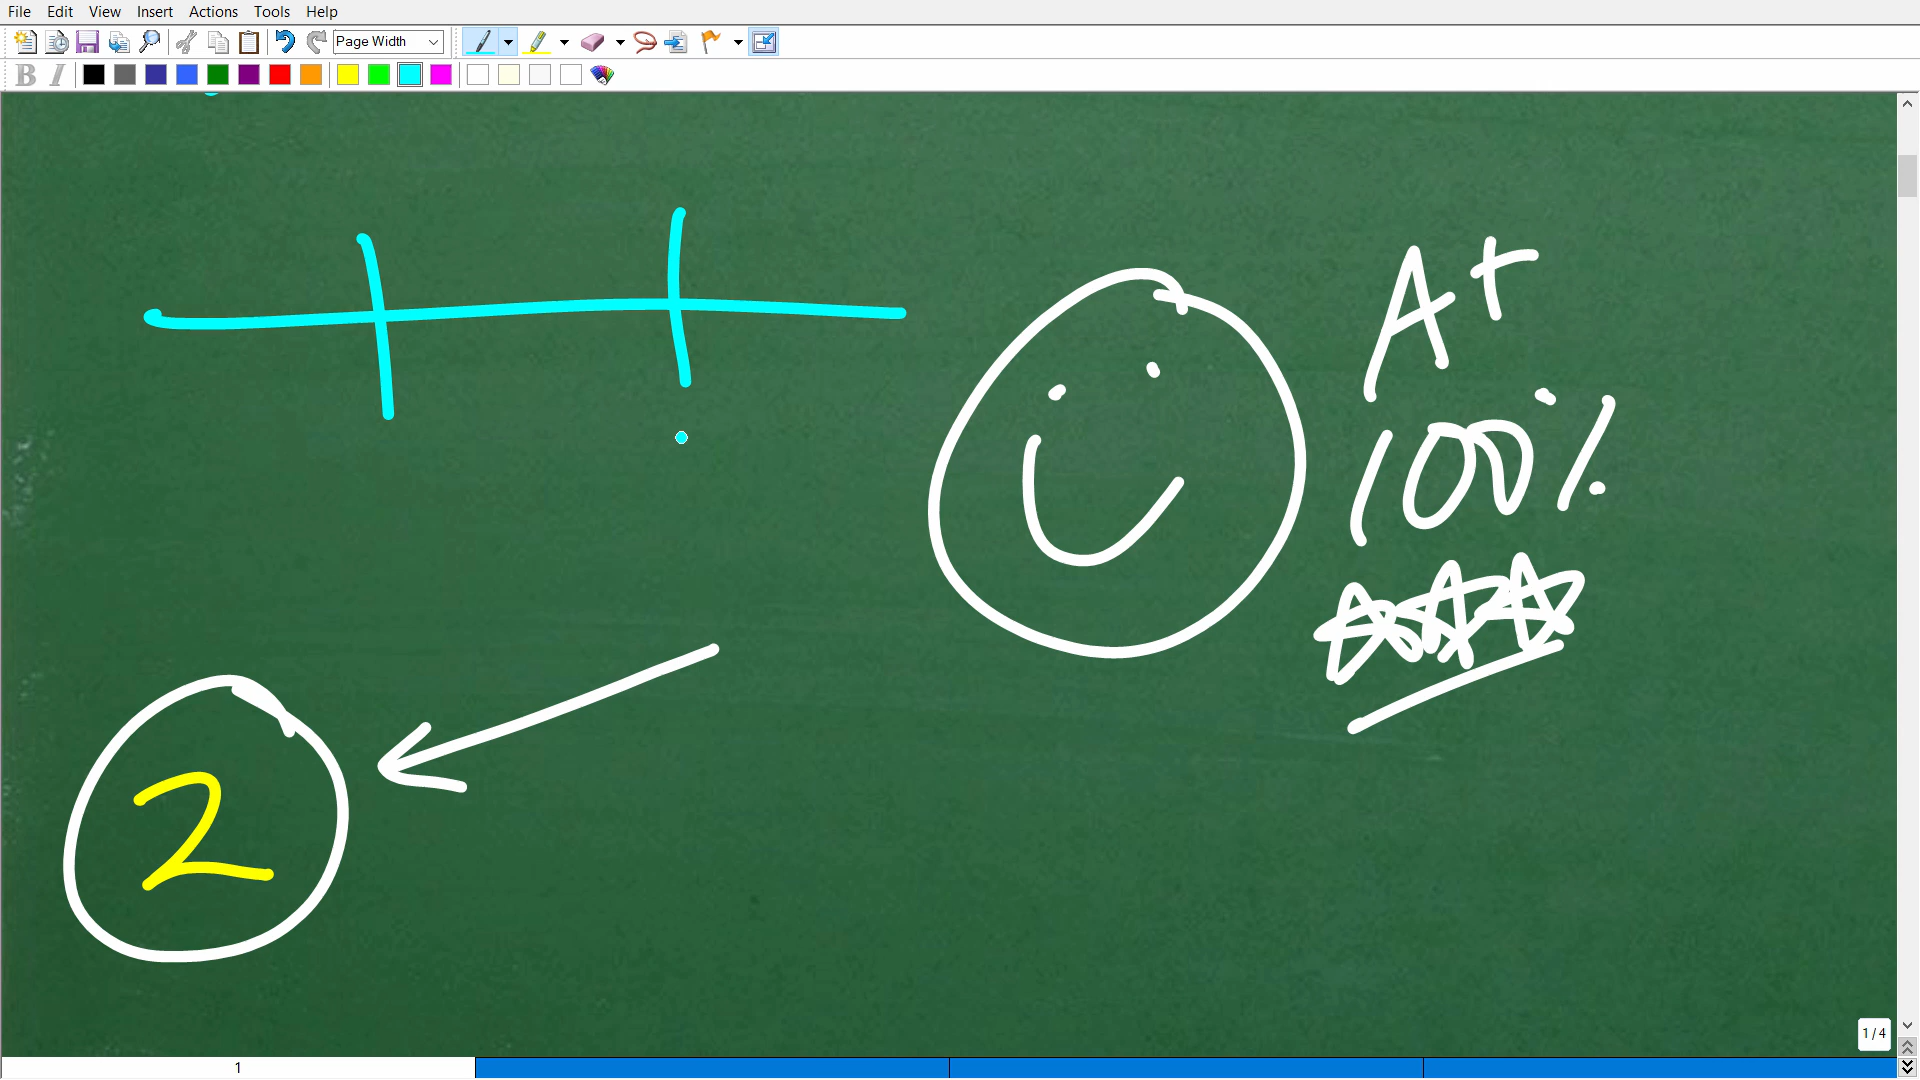 File Edit View Insert Actions Tools Help
Page Width
B I
A+
100%
2
1/4
1